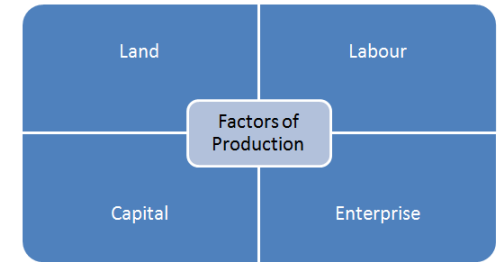 Land
Labour
Factors of
Production
Capital
Enterprise